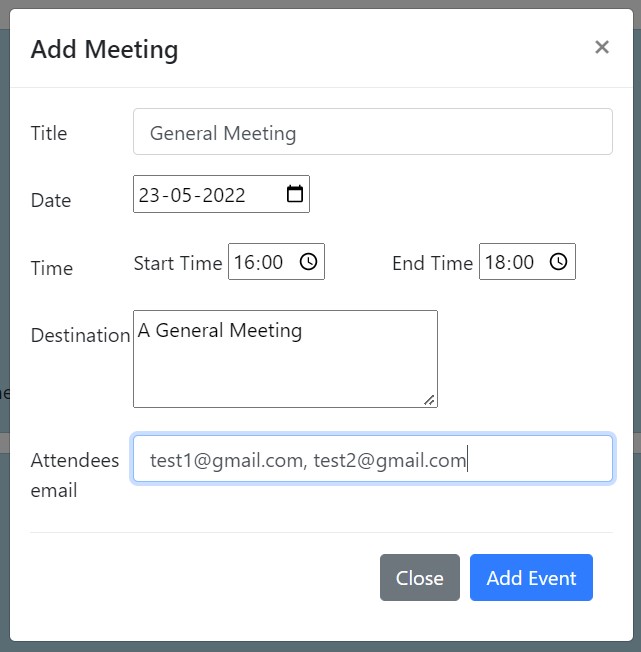 Add Meeting ×
Title General Meeting
Date 23-05-2022
Time Start Time 16:00 End Time 18:00
Destination A General Meeting
Attendees email test1@gmail.com, test2@gmail.com
Close Add Event